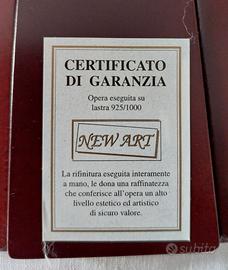 CERTIFICATO
DI GARANZIA
Opera eseguita su
lastra 925/1000
NEW ART
La rifinitura eseguita interamente
a mano, le dona una raffinatezza
che conferisce all'opera un alto
livello estetico ed artistico
di sicuro valore.
subito